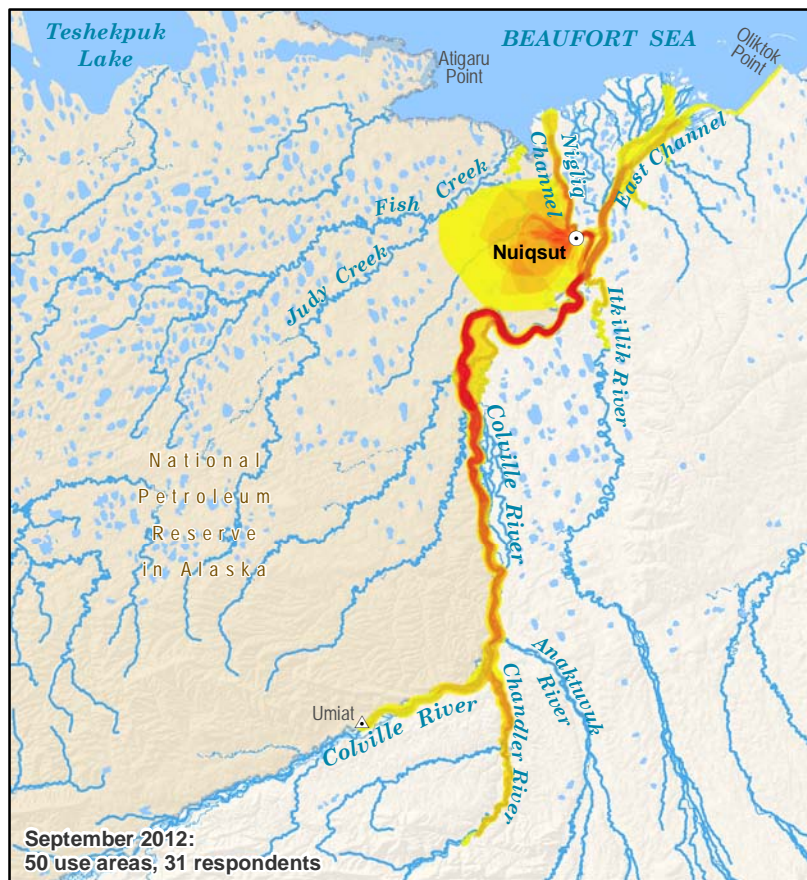 Teshekpuk
Lake
BEAUFORT SEA
Oliktok
Point
Atigaru
Point
Nigliq
Channel
East Channel
Fish Creek
Nuiqsut
Judy Creek
Itkillik River
Colville River
National
Petroleum
Reserve
in Alaska
Anaktuvuk
River
Chandler River
Umiat
Colville River
September 2012:
50 use areas, 31 respondents